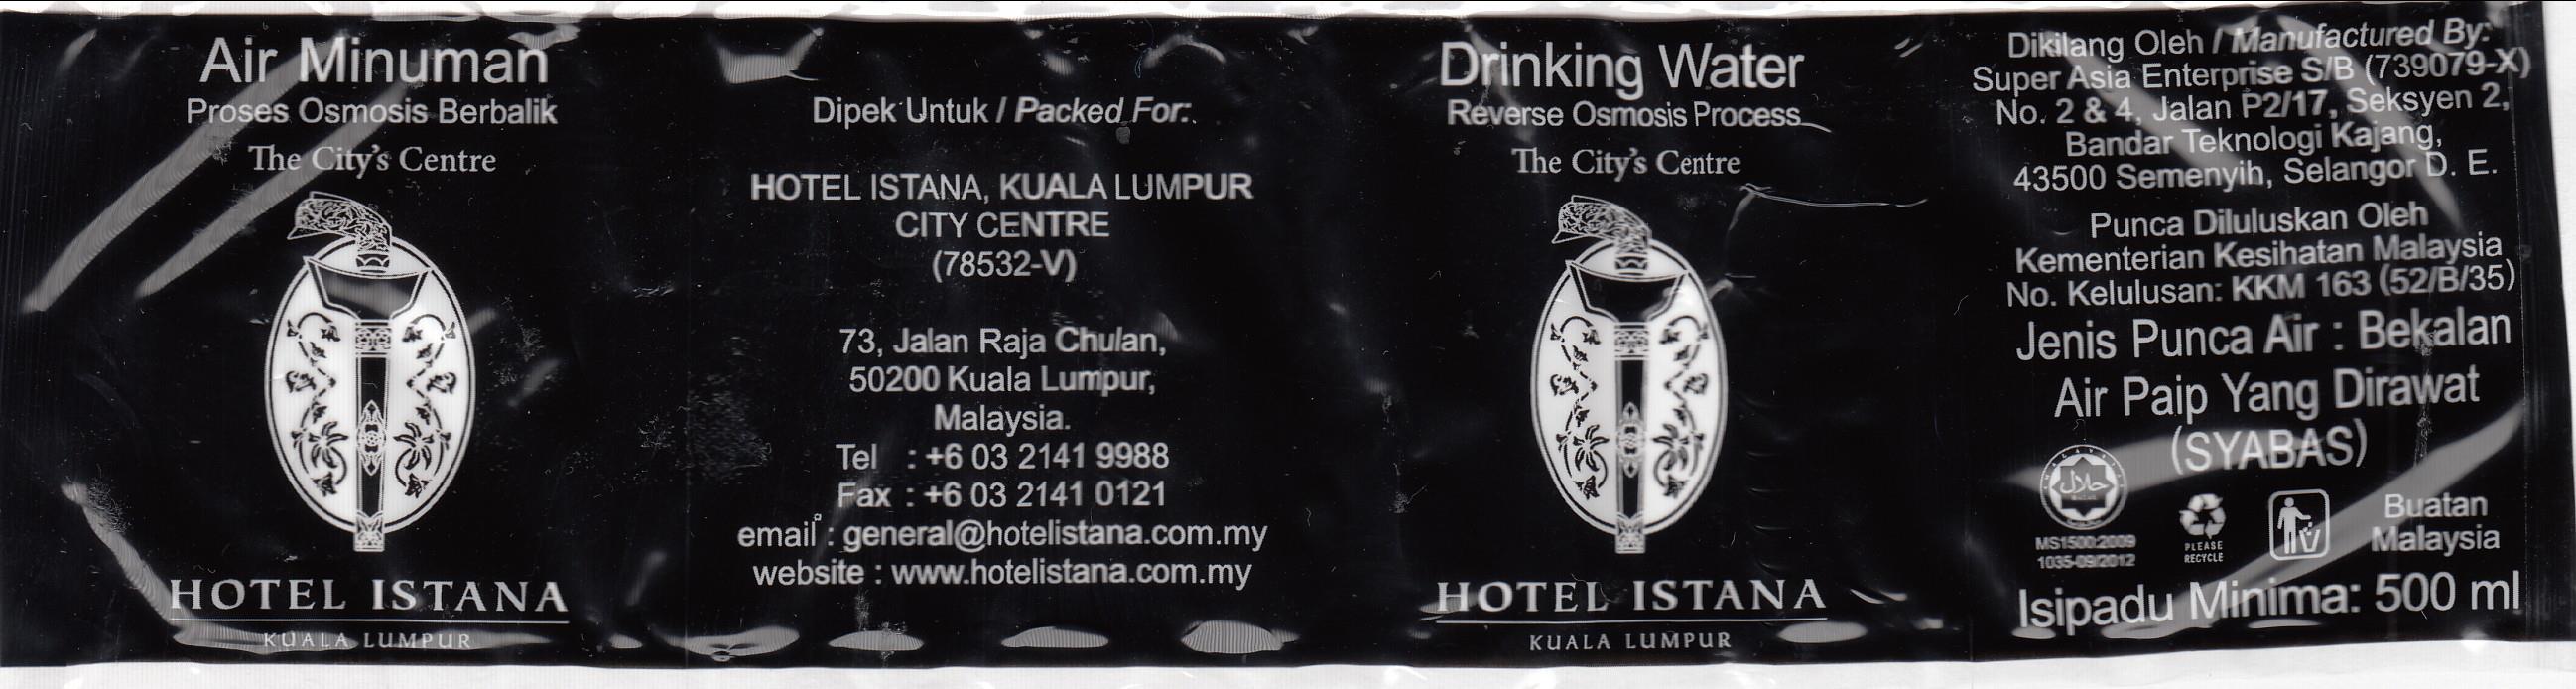 Air Minuman
Proses Osmosis Berbalik
The City's Centre
HOTEL ISTANA
KUALA LUMPUR
Dipek Untuk / Packed For:
HOTEL ISTANA, KUALA LUMPUR
CITY CENTRE
(78532-V)
73, Jalan Raja Chulan,
50200 Kuala Lumpur,
Malaysia.
Tel : +6 03 2141 9988
Fax : +6 03 2141 0121
email : general@hotelistana.com.my
website : www.hotelistana.com.my
Drinking Water
Reverse Osmosis Process
The City's Centre
HOTEL ISTANA
KUALA LUMPUR
Dikilang Oleh / Manufactured By:
Super Asia Enterprise S/B (739079-X)
No. 2 & 4, Jalan P2/17, Seksyen 2,
Bandar Teknologi Kajang,
43500 Semenyih, Selangor D. E.
Punca Diluluskan Oleh
Kementerian Kesihatan Malaysia
No. Kelulusan: KKM 163 (52/B/35)
Jenis Punca Air : Bekalan
Air Paip Yang Dirawat
(SYABAS)
حلال
Halal
MS1500:2009
1035-09/2012
PLEASE
RECYCLE
Buatan
Malaysia
Isipadu Minima: 500 ml